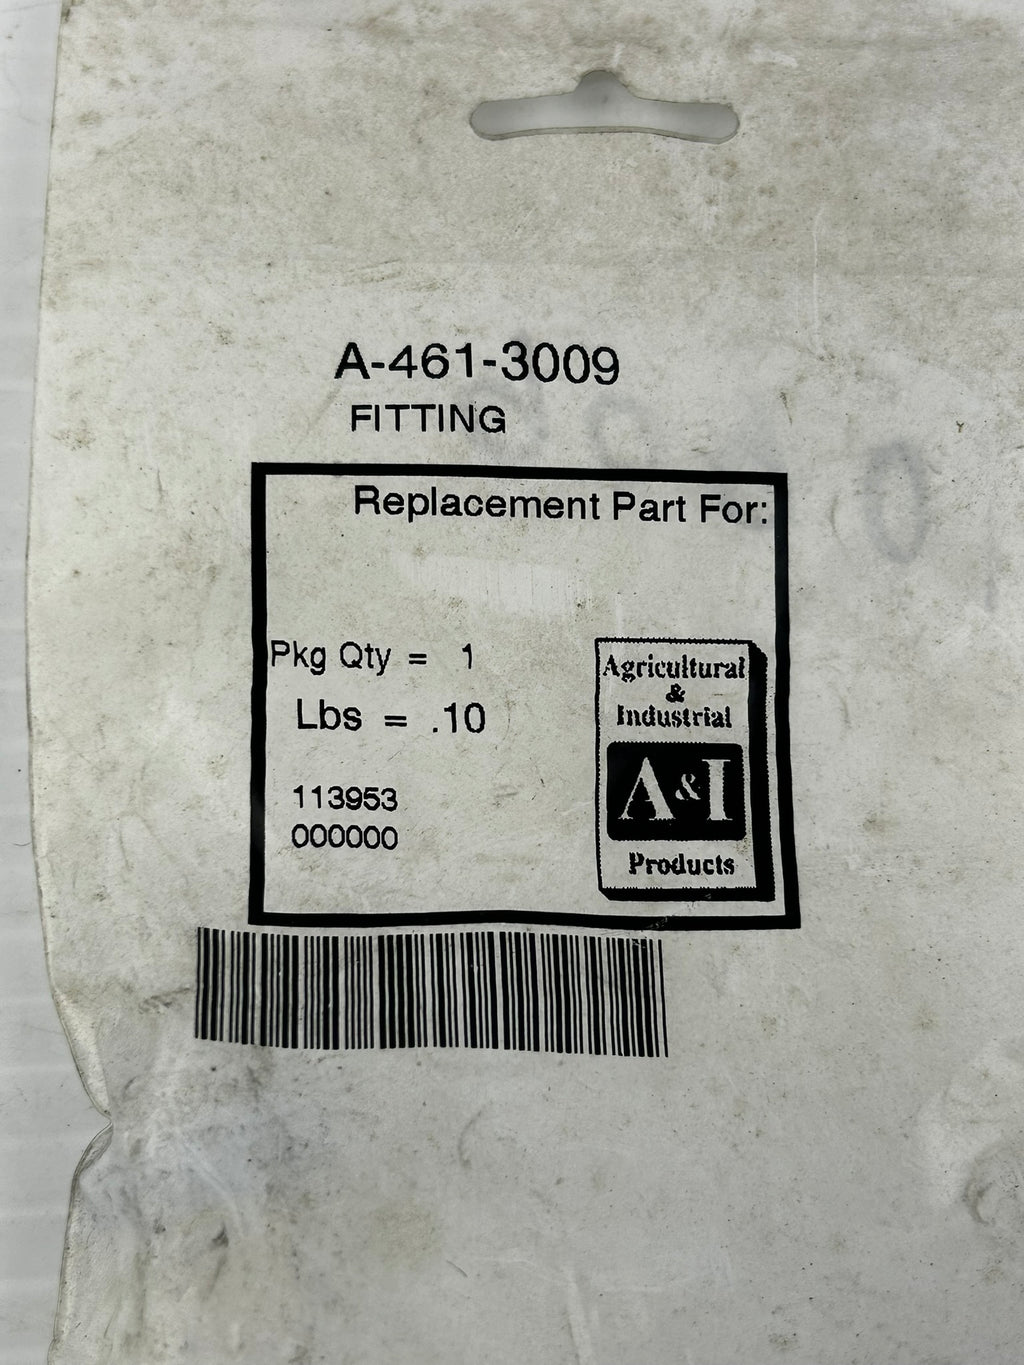 A-461-3009
FITTING
Replacement Part For:
Pkg Qty = 1
Lbs = .10
113953
000000
Agricultural
&
Industrial
A&I
Products